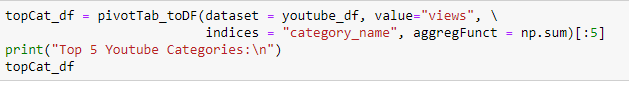 topCat_df = pivotTab_toDF(dataset = youtube_df, value="views", \
indices = "category_name", aggregFunct = np.sum)[:5]
print("Top 5 Youtube Categories:\n")
topCat_df